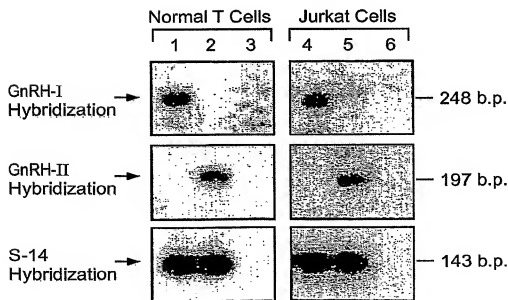 Normal T Cells Jurkat Cells
1 2 3 4 5 6
GnRH-I
Hybridization
248 b.p.
GnRH-II
Hybridization
197 b.p.
S-14
Hybridization
143 b.p.